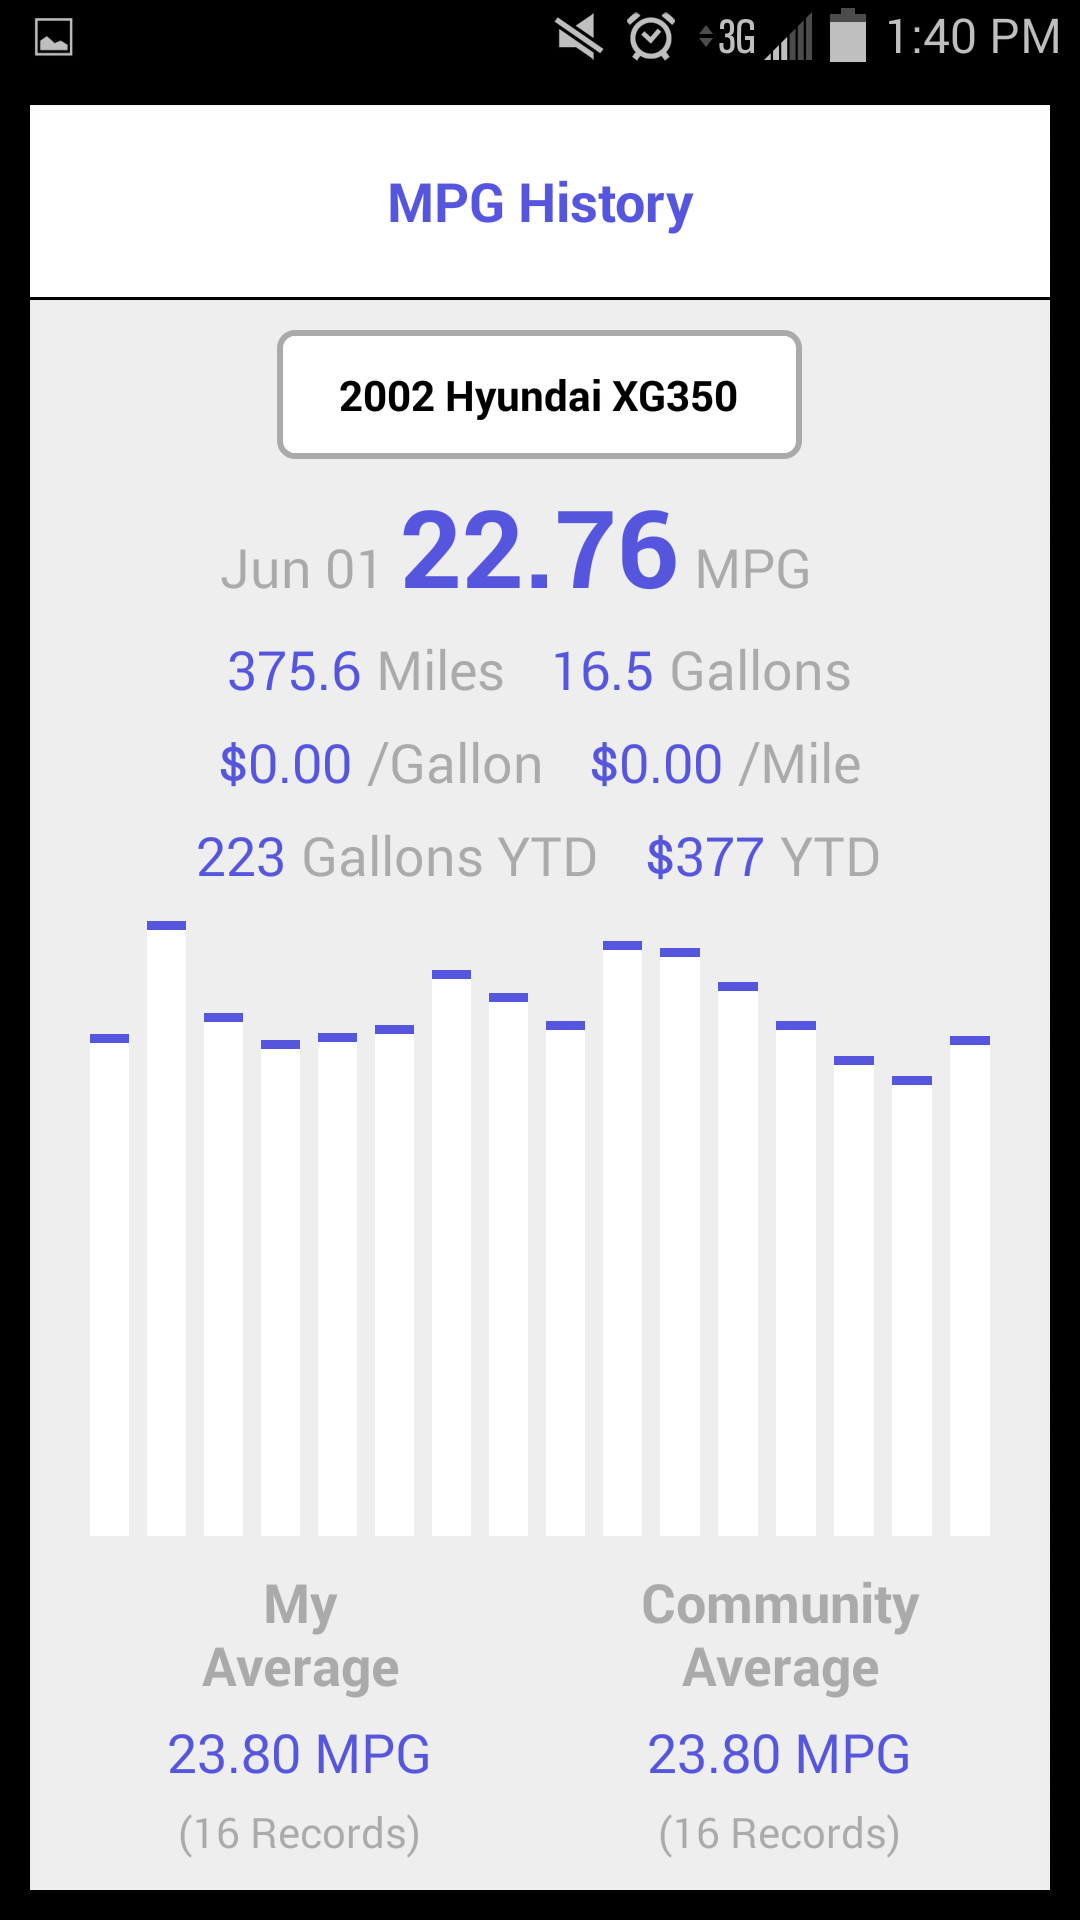 3G 1:40 PM
MPG History
2002 Hyundai XG350
Jun 01 22.76 MPG
375.6 Miles 16.5 Gallons
$0.00 /Gallon $0.00 /Mile
223 Gallons YTD $377 YTD
My Average
Community Average
23.80 MPG 23.80 MPG
(16 Records) (16 Records)